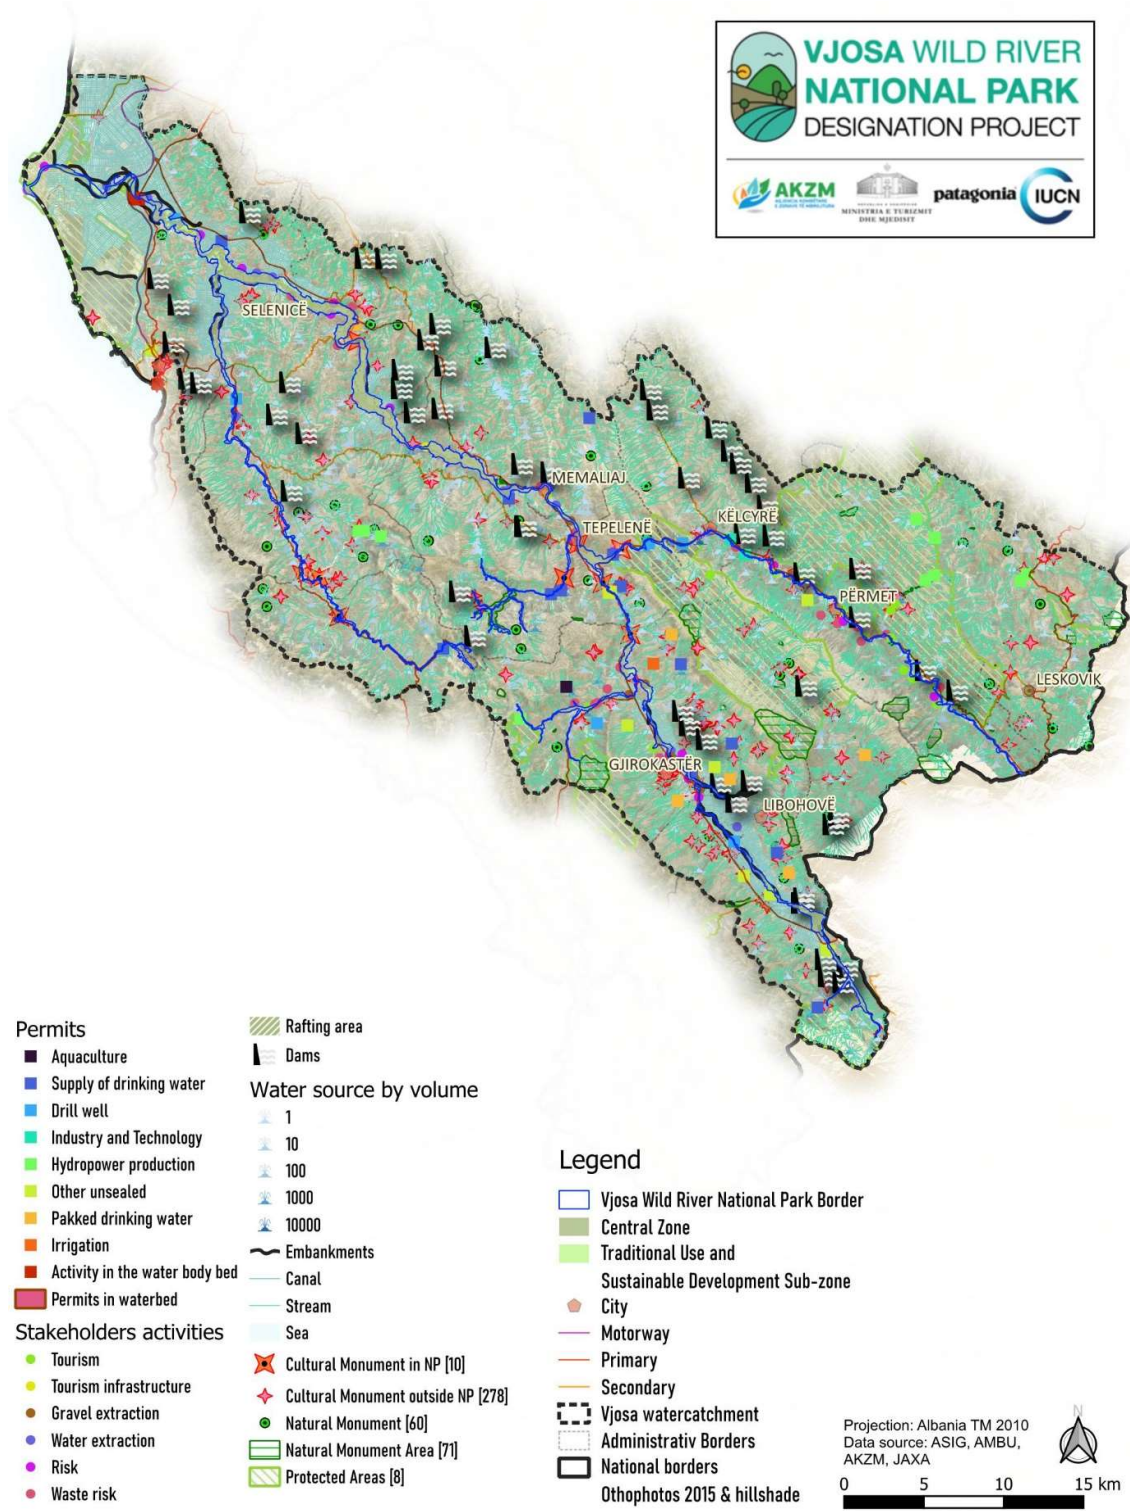 VJOSA WILD RIVER
NATIONAL PARK
DESIGNATION PROJECT
AKZM
MINISTRIA E TURIZMIT
DHE MJEDISIT
patagonia
IUCN
SELENICË
MEMALIAJ
TEPELENË
KËLCYRË
PËRMET
LESKOVIK
GJIROKASTËR
LIBOHOVË
Permits
Aquaculture
Supply of drinking water
Drill well
Industry and Technology
Hydropower production
Other unsealed
Pakked drinking water
Irrigation
Activity in the water body bed
Permits in waterbed
Stakeholders activities
Tourism
Tourism infrastructure
Gravel extraction
Water extraction
Risk
Waste risk
Rafting area
Dams
Water source by volume
1
10
100
1000
10000
Embankments
Canal
Stream
Sea
Cultural Monument in NP [10]
Cultural Monument outside NP [278]
Natural Monument [60]
Natural Monument Area [71]
Protected Areas [8]
Legend
Vjosa Wild River National Park Border
Central Zone
Traditional Use and
Sustainable Development Sub-zone
City
Motorway
Primary
Secondary
Vjosa watercatchment
Administrativ Borders
National borders
Othophotos 2015 & hillshade
Projection: Albania TM 2010
Data source: ASIG, AMBU,
AKZM, JAXA
N
0 5 10 15 km